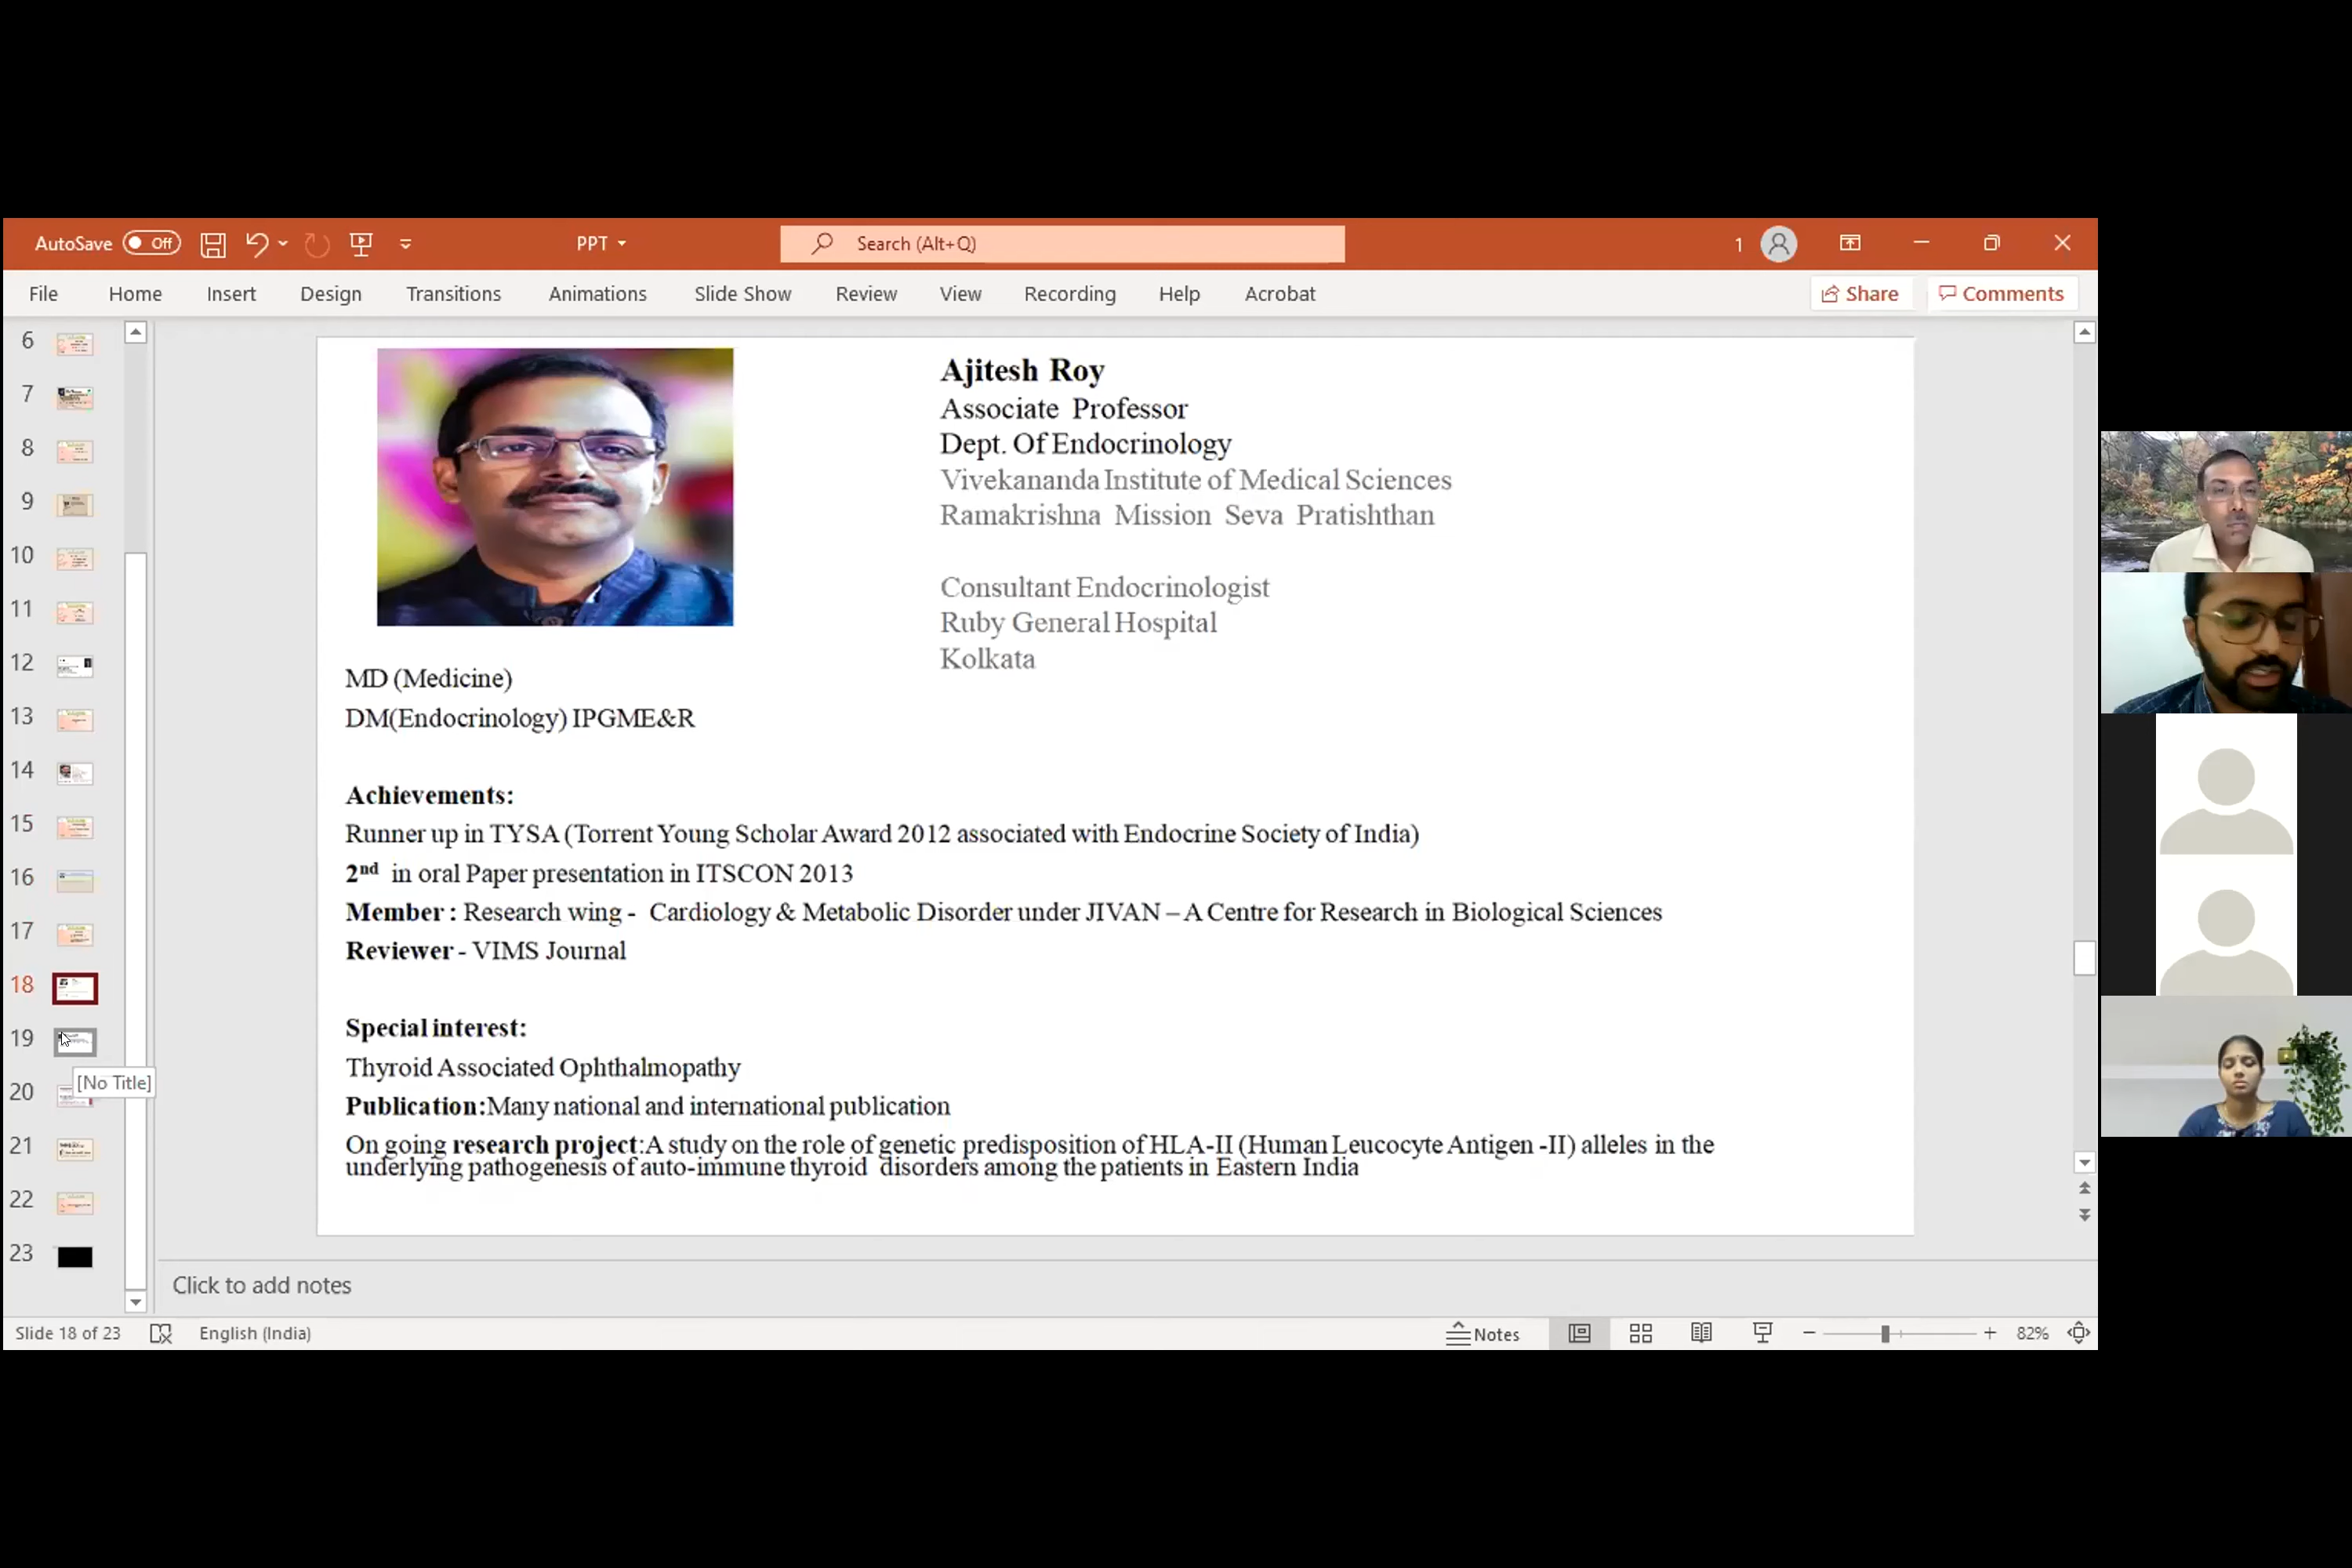 AutoSave Off
PPT
Search (Alt+Q)
1
File Home Insert Design Transitions Animations Slide Show Review View Recording Help Acrobat
Share Comments
6
7
8
9
10
11
12
13
14
15
16
17
18
19
[No Title]
20
21
22
23
Ajitesh Roy
Associate Professor
Dept. Of Endocrinology
Vivekananda Institute of Medical Sciences
Ramakrishna Mission Seva Pratishthan
Consultant Endocrinologist
Ruby General Hospital
Kolkata
MD (Medicine)
DM(Endocrinology) IPGME&R
Achievements:
Runner up in TYSA (Torrent Young Scholar Award 2012 associated with Endocrine Society of India)
2nd in oral Paper presentation in ITSCON 2013
Member : Research wing - Cardiology & Metabolic Disorder under JIVAN – A Centre for Research in Biological Sciences
Reviewer - VIMS Journal
Special interest:
Thyroid Associated Ophthalmopathy
Publication:Many national and international publication
On going research project:A study on the role of genetic predisposition of HLA-II (Human Leucocyte Antigen -II) alleles in the
underlying pathogenesis of auto-immune thyroid disorders among the patients in Eastern India
Click to add notes
Slide 18 of 23 English (India) Notes 82%